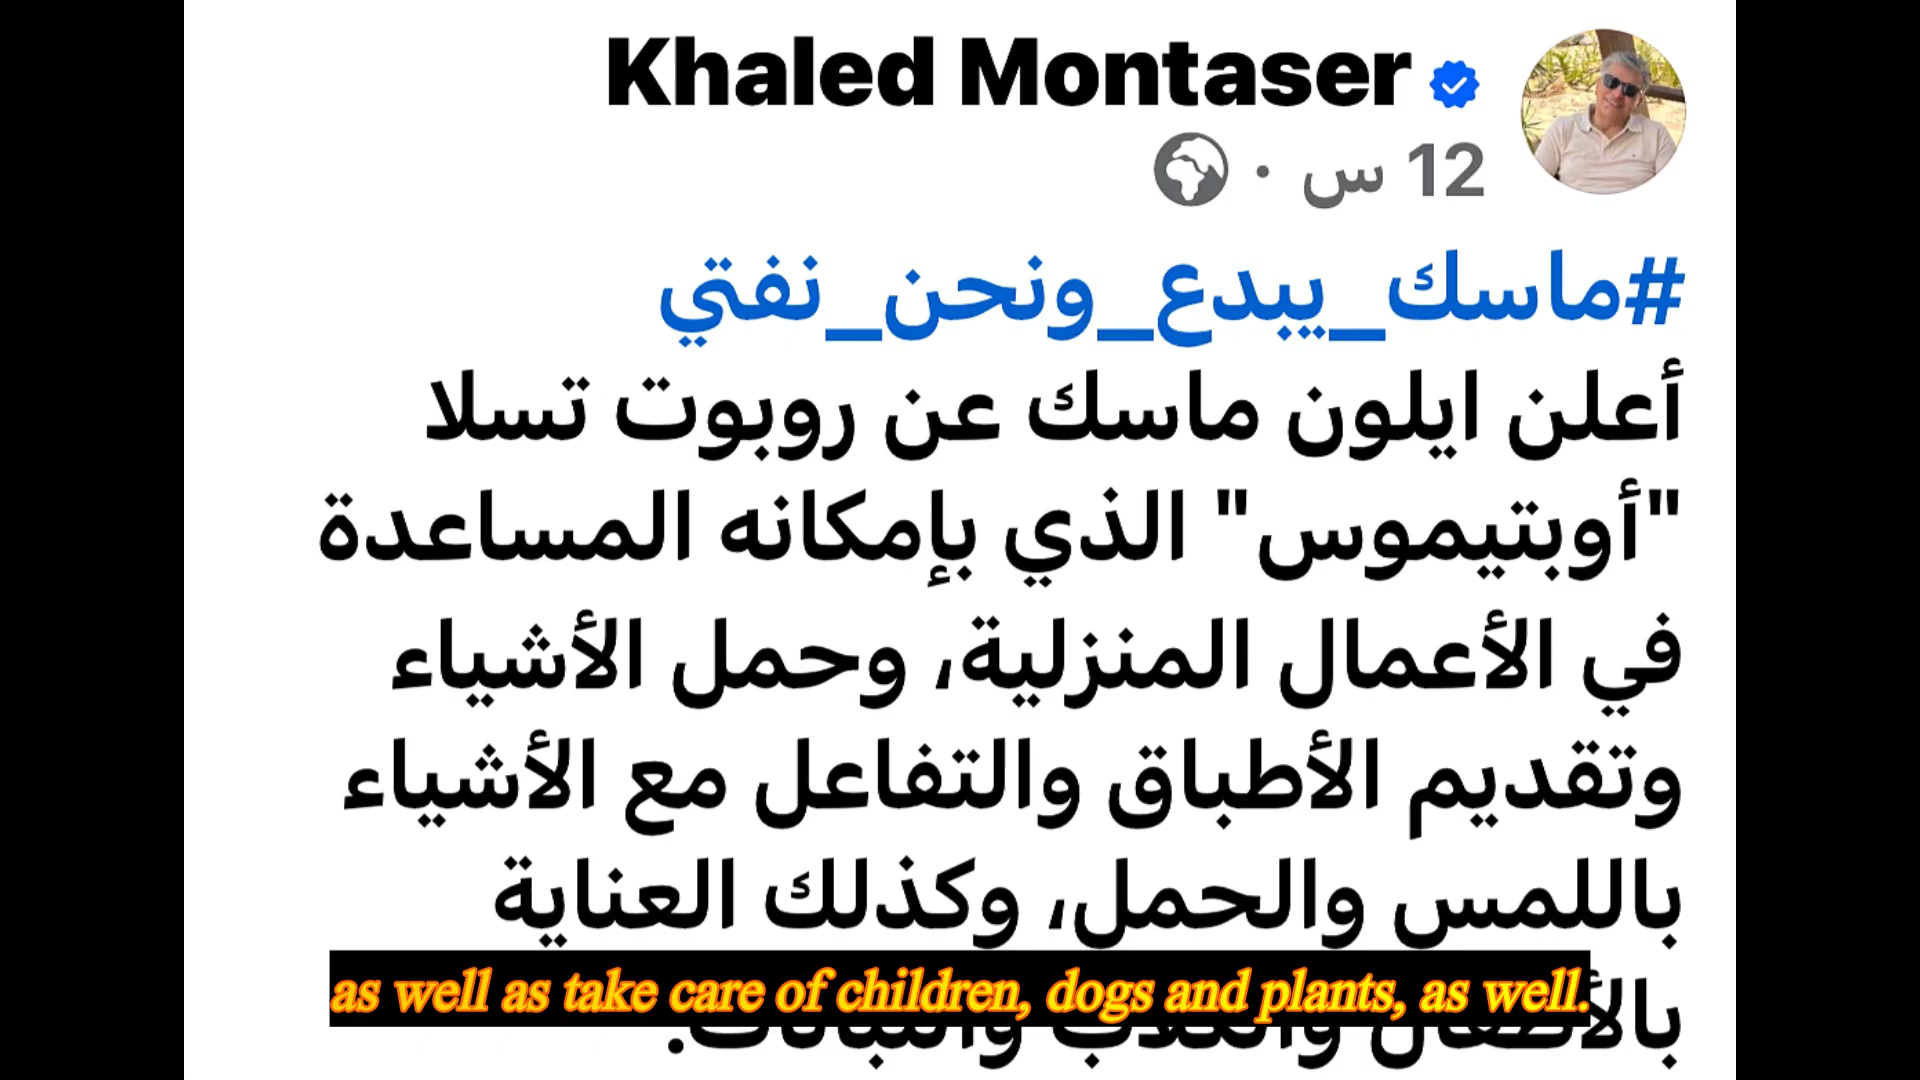 Khaled Montaser
12 س ·
#ماسك_يبدع_ونحن_نفتي
أعلن ايلون ماسك عن روبوت تسلا
"أوبتيموس" الذي بإمكانه المساعدة
في الأعمال المنزلية، وحمل الأشياء
وتقديم الأطباق والتفاعل مع الأشياء
باللمس والحمل، وكذلك العناية
as well as take care of children, dogs and plants, as well.